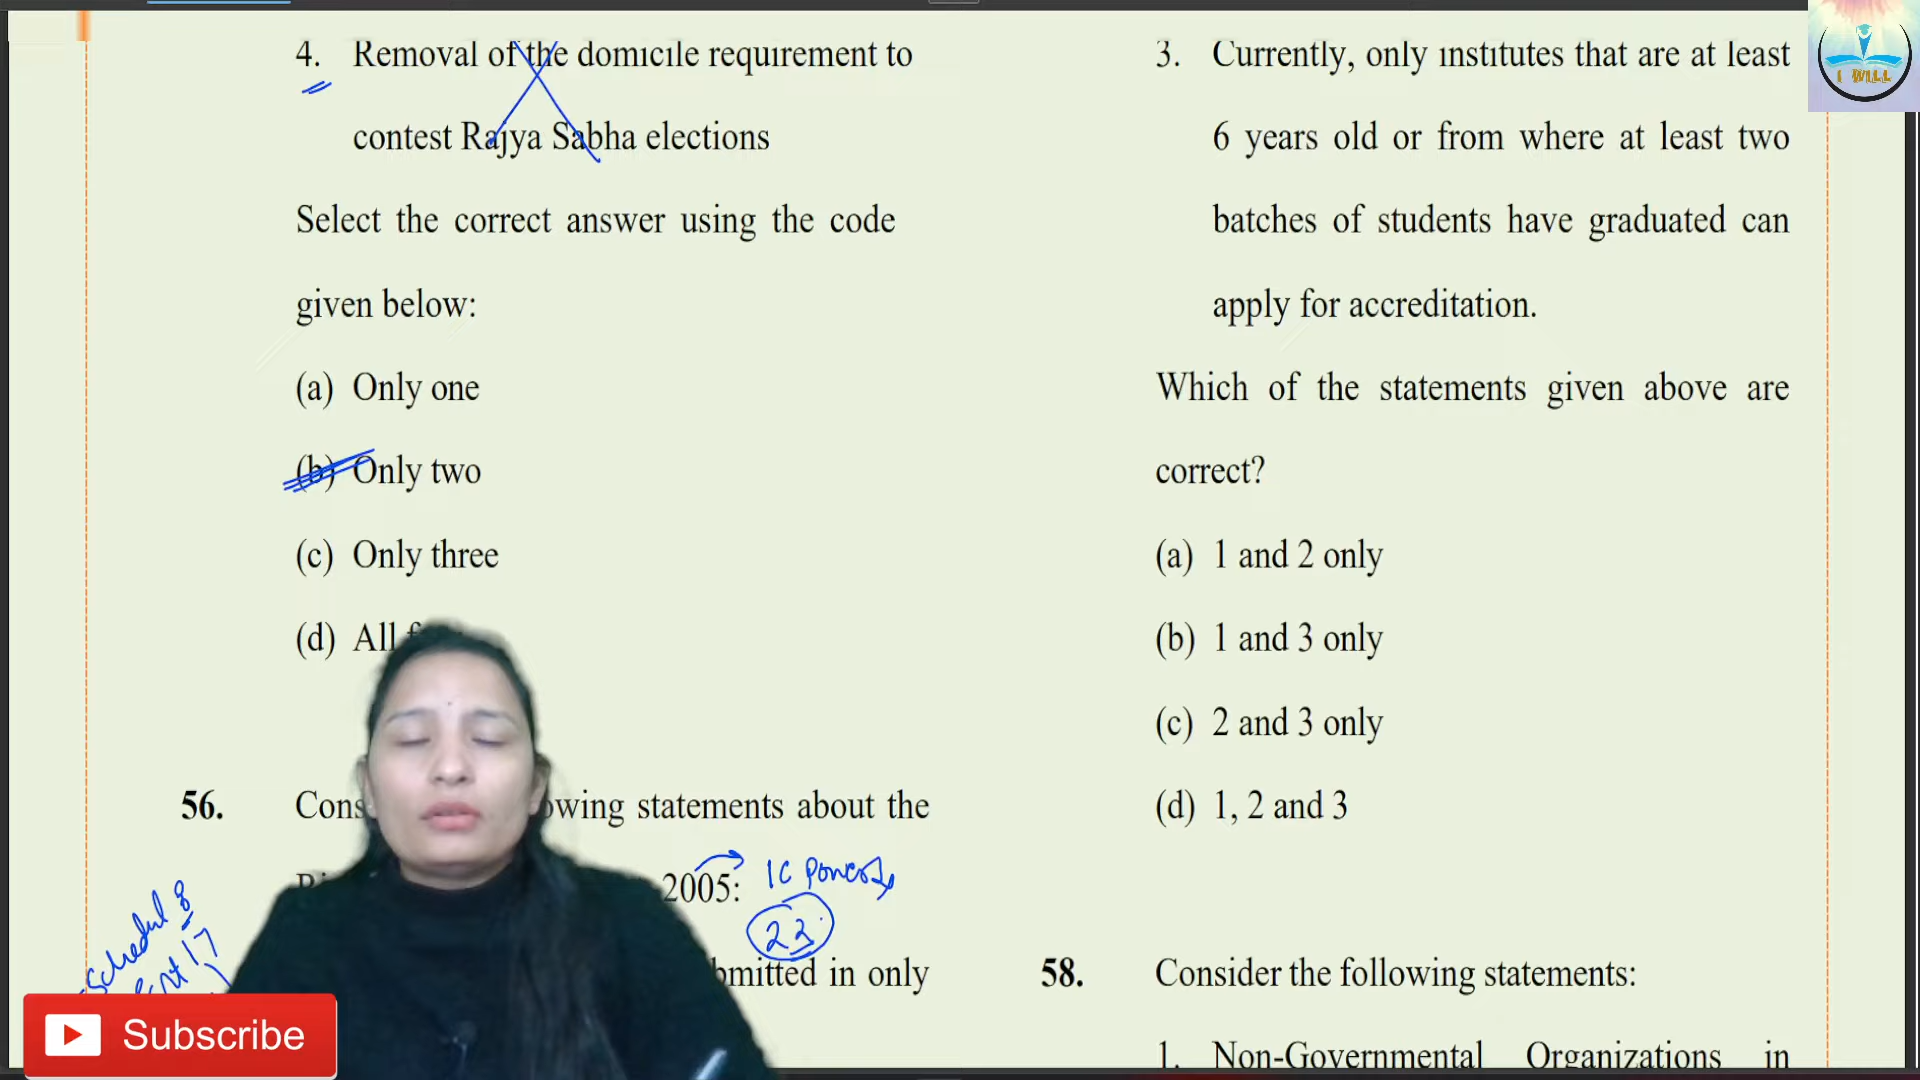 4. Removal of the domicile requirement to
contest Rajya Sabha elections
Select the correct answer using the code
given below:
(a) Only one
(b) Only two
(c) Only three
(d) All
56.
statements about the
2005:
IC Powers
23
Schedul 8
17
in only
3. Currently, only institutes that are at least
6 years old or from where at least two
batches of students have graduated can
apply for accreditation.
Which of the statements given above are
correct?
(a) 1 and 2 only
(b) 1 and 3 only
(c) 2 and 3 only
(d) 1, 2 and 3
58. Consider the following statements:
1. Non-Governmental Organizations in
I WILL
Subscribe